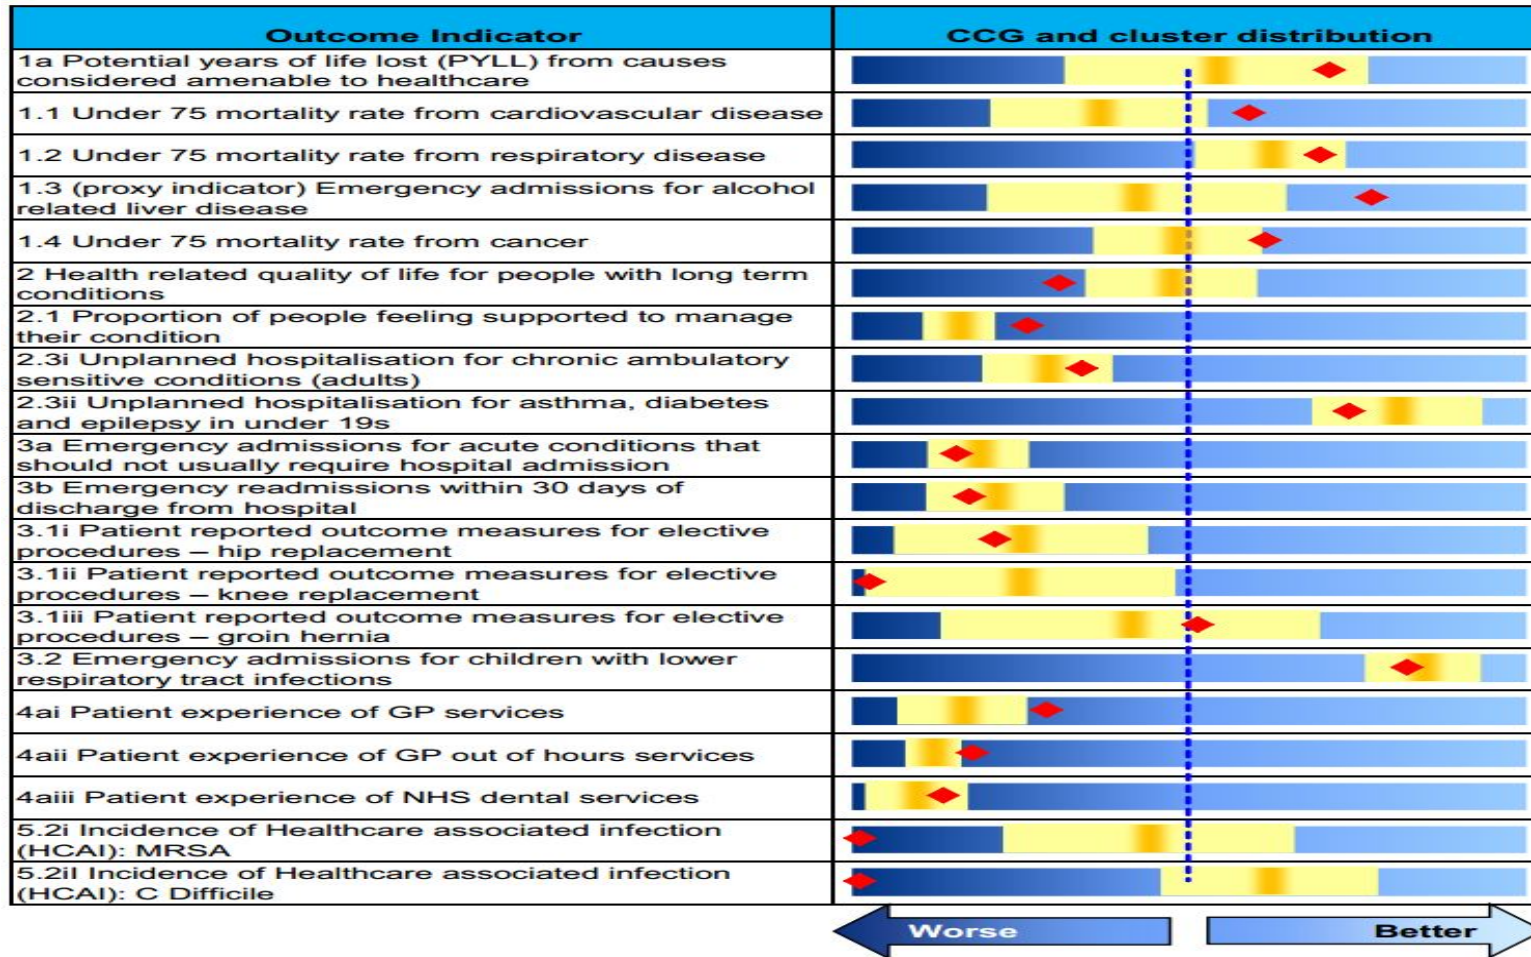 Outcome Indicator
CCG and cluster distribution
1a Potential years of life lost (PYLL) from causes
considered amenable to healthcare
1.1 Under 75 mortality rate from cardiovascular disease
1.2 Under 75 mortality rate from respiratory disease
1.3 (proxy indicator) Emergency admissions for alcohol
related liver disease
1.4 Under 75 mortality rate from cancer
2 Health related quality of life for people with long term
conditions
2.1 Proportion of people feeling supported to manage
their condition
2.3i Unplanned hospitalisation for chronic ambulatory
sensitive conditions (adults)
2.3ii Unplanned hospitalisation for asthma, diabetes
and epilepsy in under 19s
3a Emergency admissions for acute conditions that
should not usually require hospital admission
3b Emergency readmissions within 30 days of
discharge from hospital
3.1i Patient reported outcome measures for elective
procedures – hip replacement
3.1ii Patient reported outcome measures for elective
procedures – knee replacement
3.1iii Patient reported outcome measures for elective
procedures – groin hernia
3.2 Emergency admissions for children with lower
respiratory tract infections
4ai Patient experience of GP services
4aii Patient experience of GP out of hours services
4aiii Patient experience of NHS dental services
5.2i Incidence of Healthcare associated infection
(HCAI): MRSA
5.2iI Incidence of Healthcare associated infection
(HCAI): C Difficile
Worse
Better